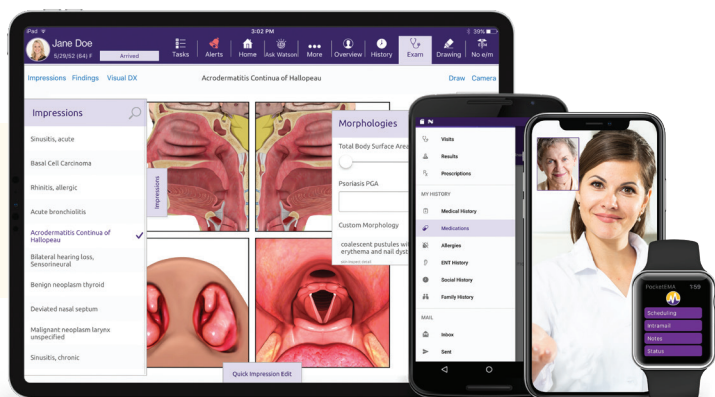 iPad
3:02 PM
39%
Jane Doe
5/29/52 (64) F
Arrived
Tasks
Alerts
Home
Ask Watson
More
Overview
History
Exam
Drawing
No e/m
Impressions Findings Visual DX
Acrodermatitis Continua of Hallopeau
Draw Camera
Impressions
Sinusitis, acute
Basal Cell Carcinoma
Rhinitis, allergic
Acute bronchiolitis
Acrodermatitis Continua of
Hallopeau
Bilateral hearing loss,
Sensorineural
Benign neoplasm thyroid
Deviated nasal septum
Malignant neoplasm larynx
unspecified
Sinusitis, chronic
Impressions
Quick Impression Edit
Morphologies
Total Body Surface Area
Psoriasis PGA
Custom Morphology
coalescent pustules wi
erythema and nail dyst
Visits
Results
Prescriptions
MY HISTORY
Medical History
Medications
Allergies
ENT History
Social History
Family History
MAIL
Inbox
Sent
PocketEMA 1:59
Scheduling
Intramail
Notes
Status